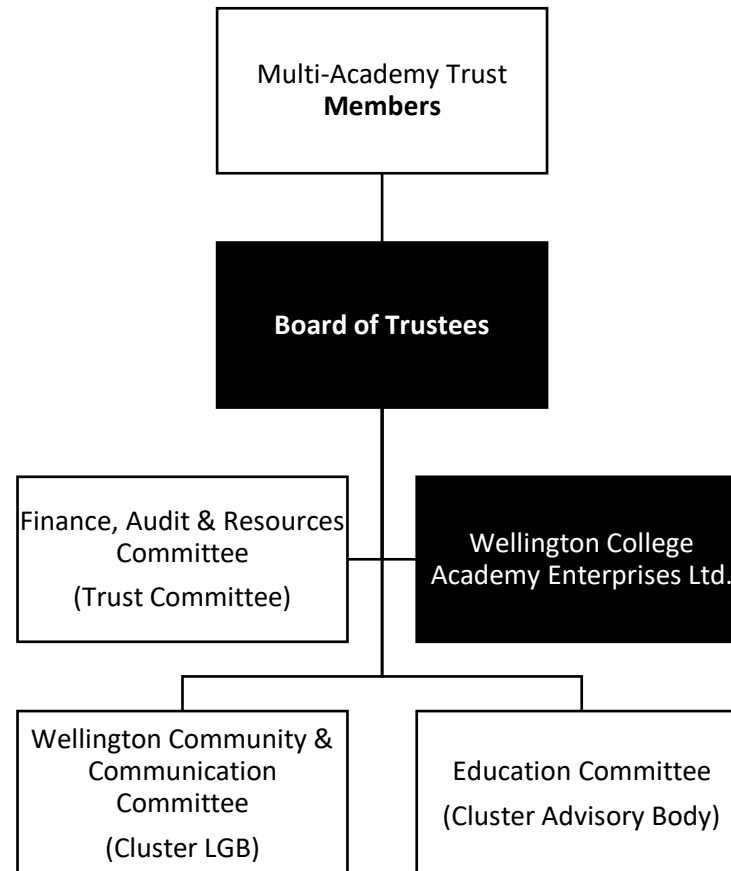 Multi-Academy Trust
Members
Board of Trustees
Finance, Audit & Resources
Committee
(Trust Committee)
Wellington College
Academy Enterprises Ltd.
Wellington Community &
Communication
Committee
(Cluster LGB)
Education Committee
(Cluster Advisory Body)